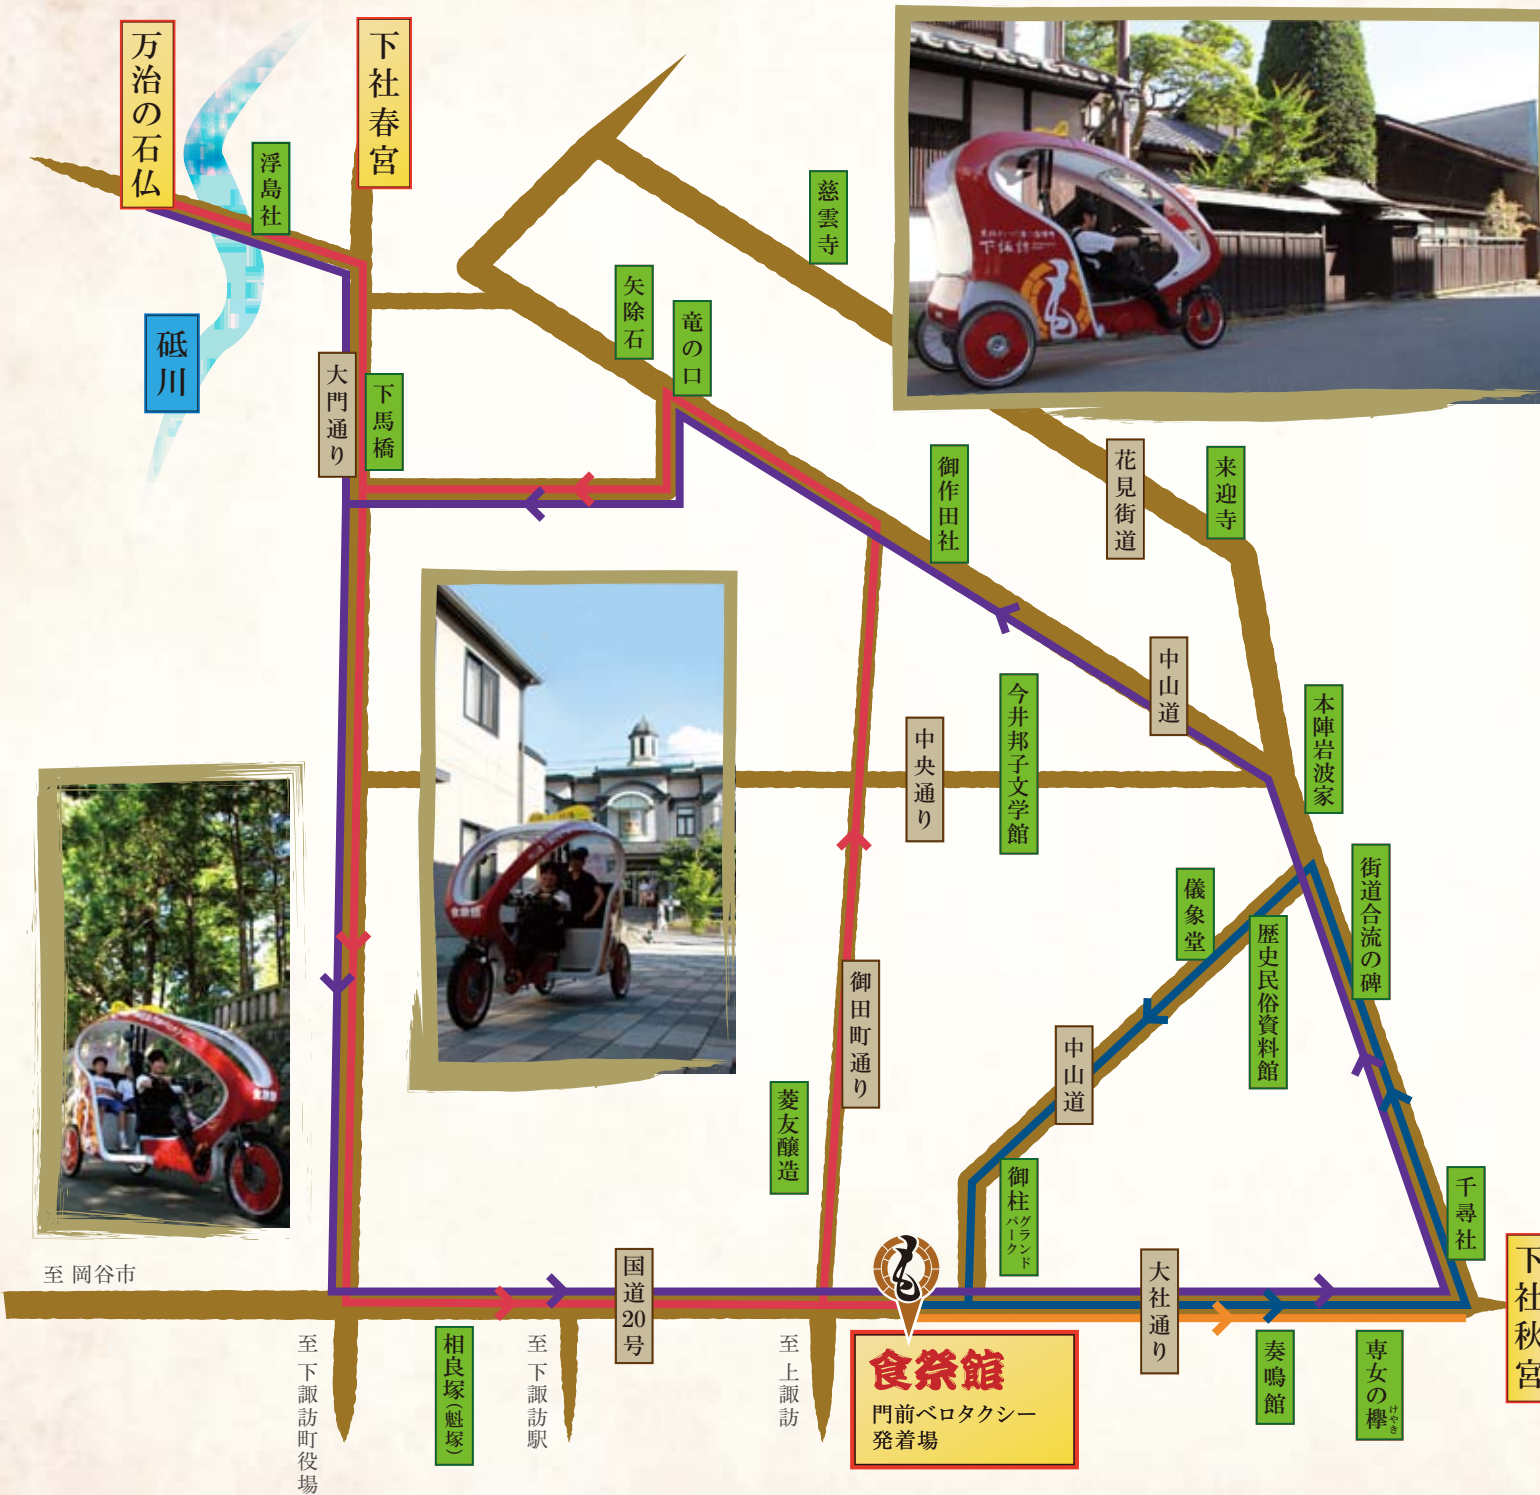 万治の石仏
下社春宮
浮島社
慈雲寺
矢除石
竜の口
砥川
大門通り
下馬橋
下諏訪
御作田社
花見街道
来迎寺
中山道
今井邦子文学館
中央通り
本陣岩波家
街道合流の碑
儀象堂
歴史民俗資料館
御田町通り
中山道
菱友醸造
御柱グランドパーク
千尋社
下社秋宮
至 岡谷市
国道20号
大社通り
至 下諏訪町役場
相良塚(魁塚)
至 下諏訪駅
至 上諏訪
食祭館
門前ベロタクシー
発着場
奏鳴館
専女の欅
けやき